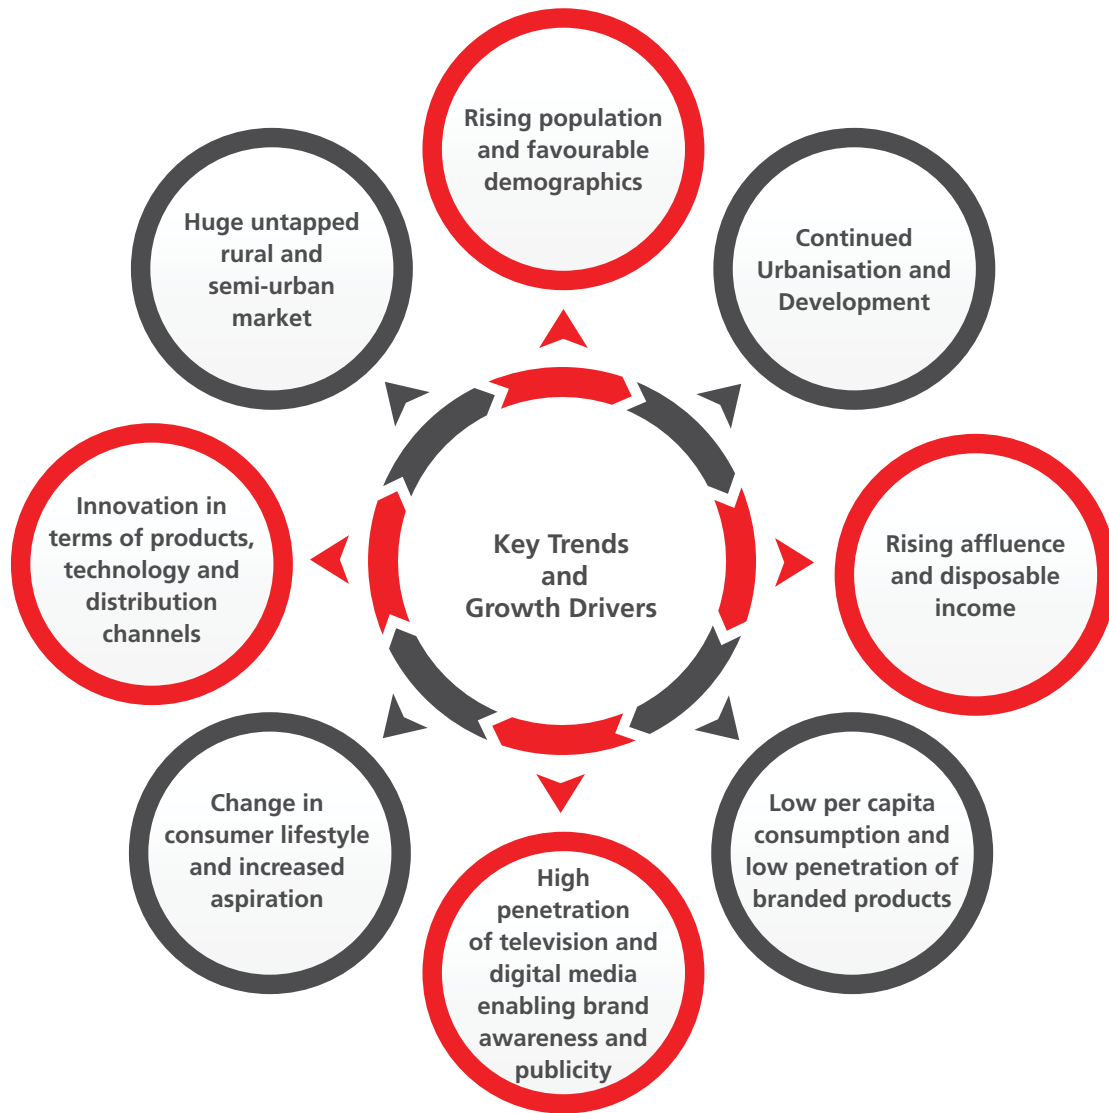 Rising population
and favourable
demographics
Continued
Urbanisation and
Development
Rising affluence
and disposable
income
Low per capita
consumption and
low penetration of
branded products
High
penetration
of television and
digital media
enabling brand
awareness and
publicity
Change in
consumer lifestyle
and increased
aspiration
Innovation in
terms of products,
technology and
distribution
channels
Huge untapped
rural and
semi-urban
market
Key Trends
and
Growth Drivers